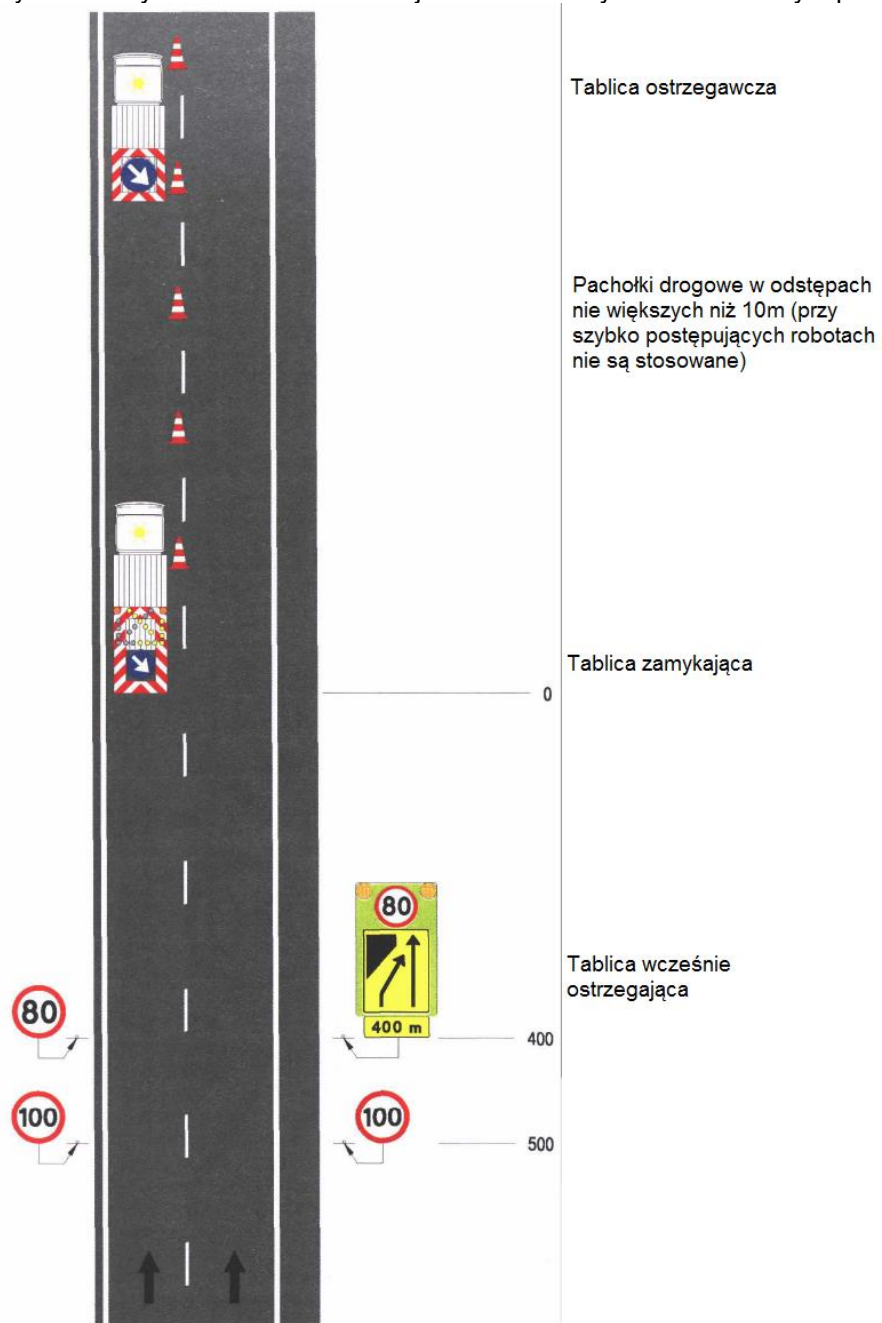 Tablica ostrzegawcza
Pachołki drogowe w odstępach
nie większych niż 10m (przy
szybko postępujących robotach
nie są stosowane)
Tablica zamykająca
0
80
Tablica wcześnie
ostrzegająca
80
400 m
400
100
100
500